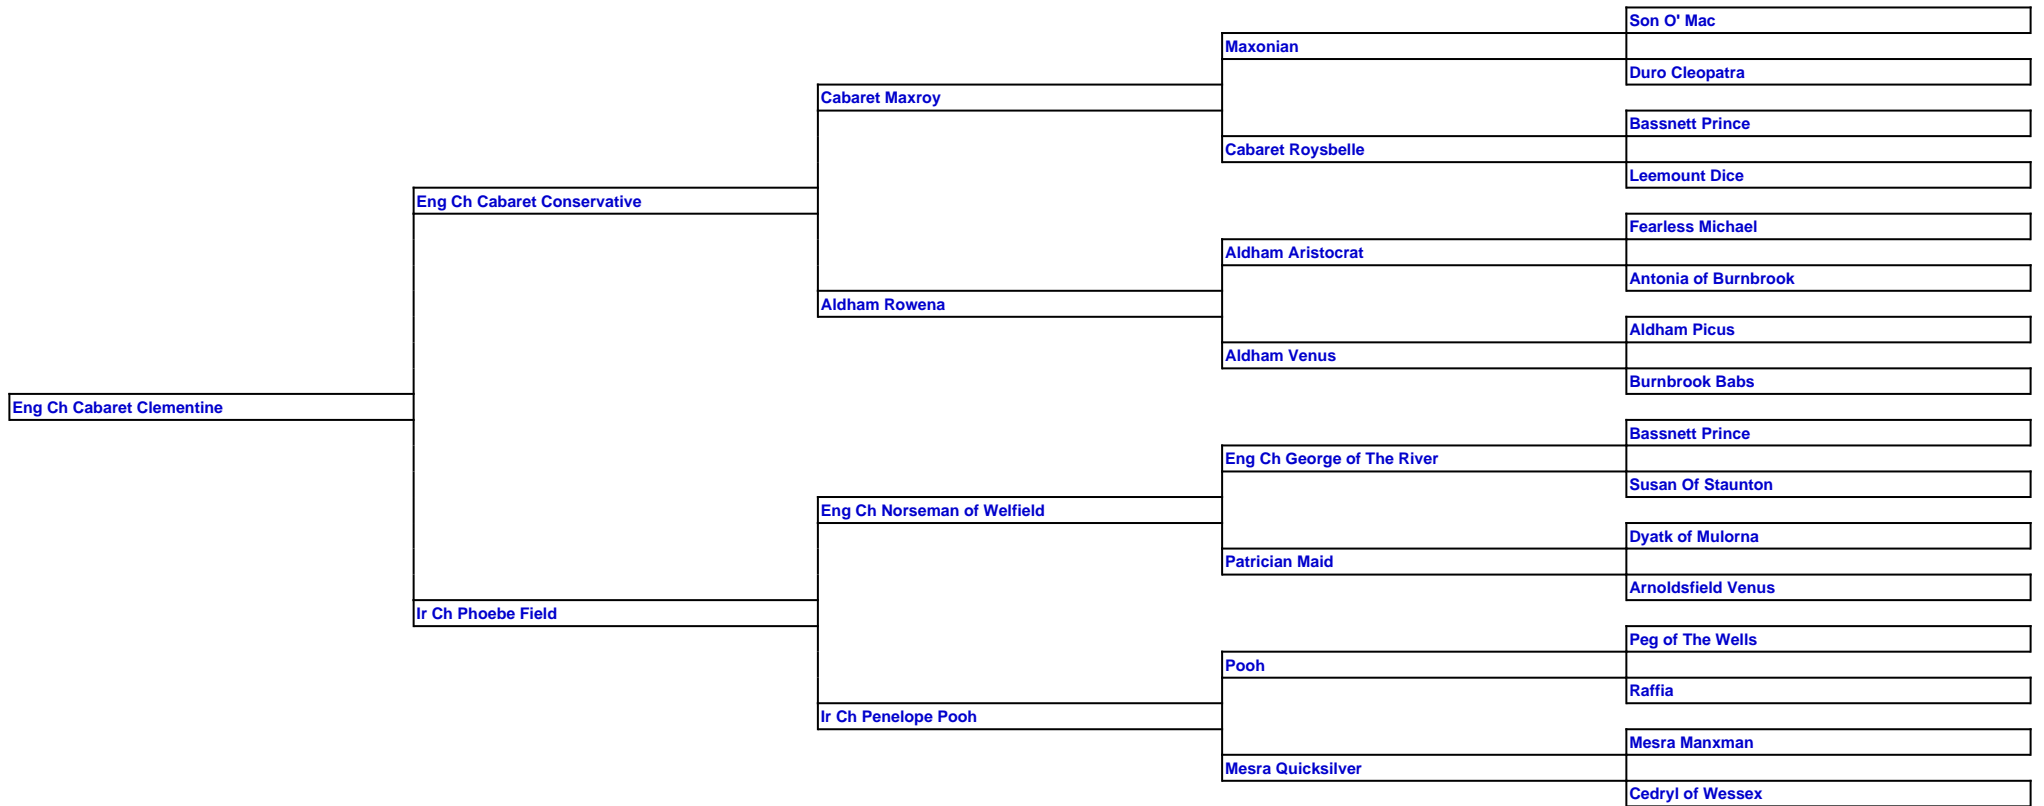 Son O' Mac
Maxonian
Duro Cleopatra
Cabaret Maxroy
Bassnett Prince
Cabaret Roysbelle
Leemount Dice
Eng Ch Cabaret Conservative
Fearless Michael
Aldham Aristocrat
Antonia of Burnbrook
Aldham Rowena
Aldham Picus
Aldham Venus
Burnbrook Babs
Eng Ch Cabaret Clementine
Bassnett Prince
Eng Ch George of The River
Susan Of Staunton
Eng Ch Norseman of Welfield
Dyatk of Mulorna
Patrician Maid
Arnoldsfield Venus
Ir Ch Phoebe Field
Peg of The Wells
Pooh
Raffia
Ir Ch Penelope Pooh
Mesra Manxman
Mesra Quicksilver
Cedryl of Wessex